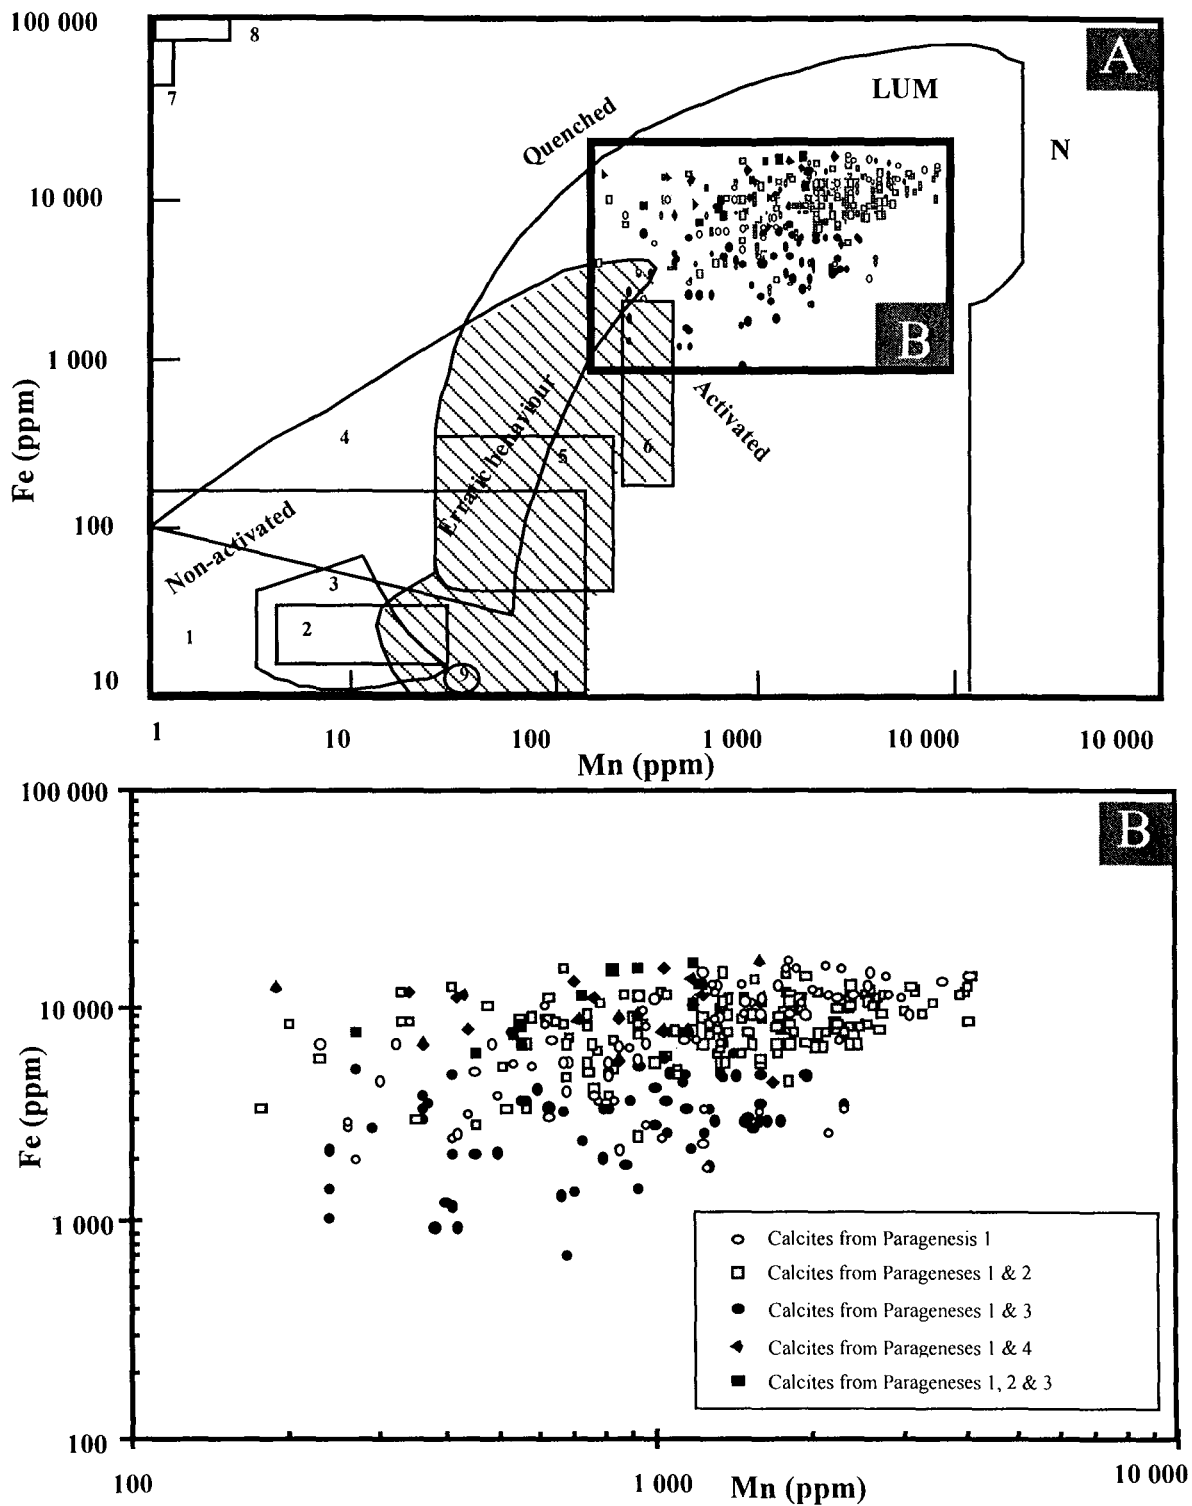 100 000
8
A
7
LUM
Quenched
N
10 000
B
1 000
Fe (ppm)
Activated
4
Erratic behaviour
5
6
100
Non-activated
3
2
1
9
10
1
10
100
1 000
10 000
10 000
Mn (ppm)
100 000
B
10 000
Fe (ppm)
1 000
Calcites from Paragenesis 1
Calcites from Parageneses 1 & 2
Calcites from Parageneses 1 & 3
Calcites from Parageneses 1 & 4
Calcites from Parageneses 1, 2 & 3
100
100
1 000
Mn (ppm)
10 000